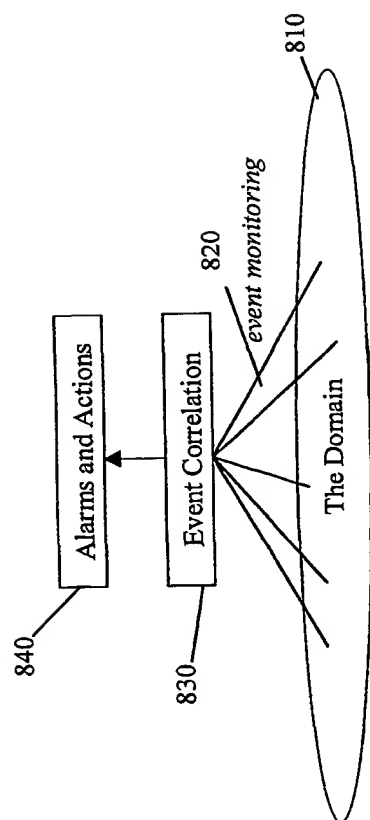 840
Alarms and Actions
830
Event Correlation
820
event monitoring
The Domain
810